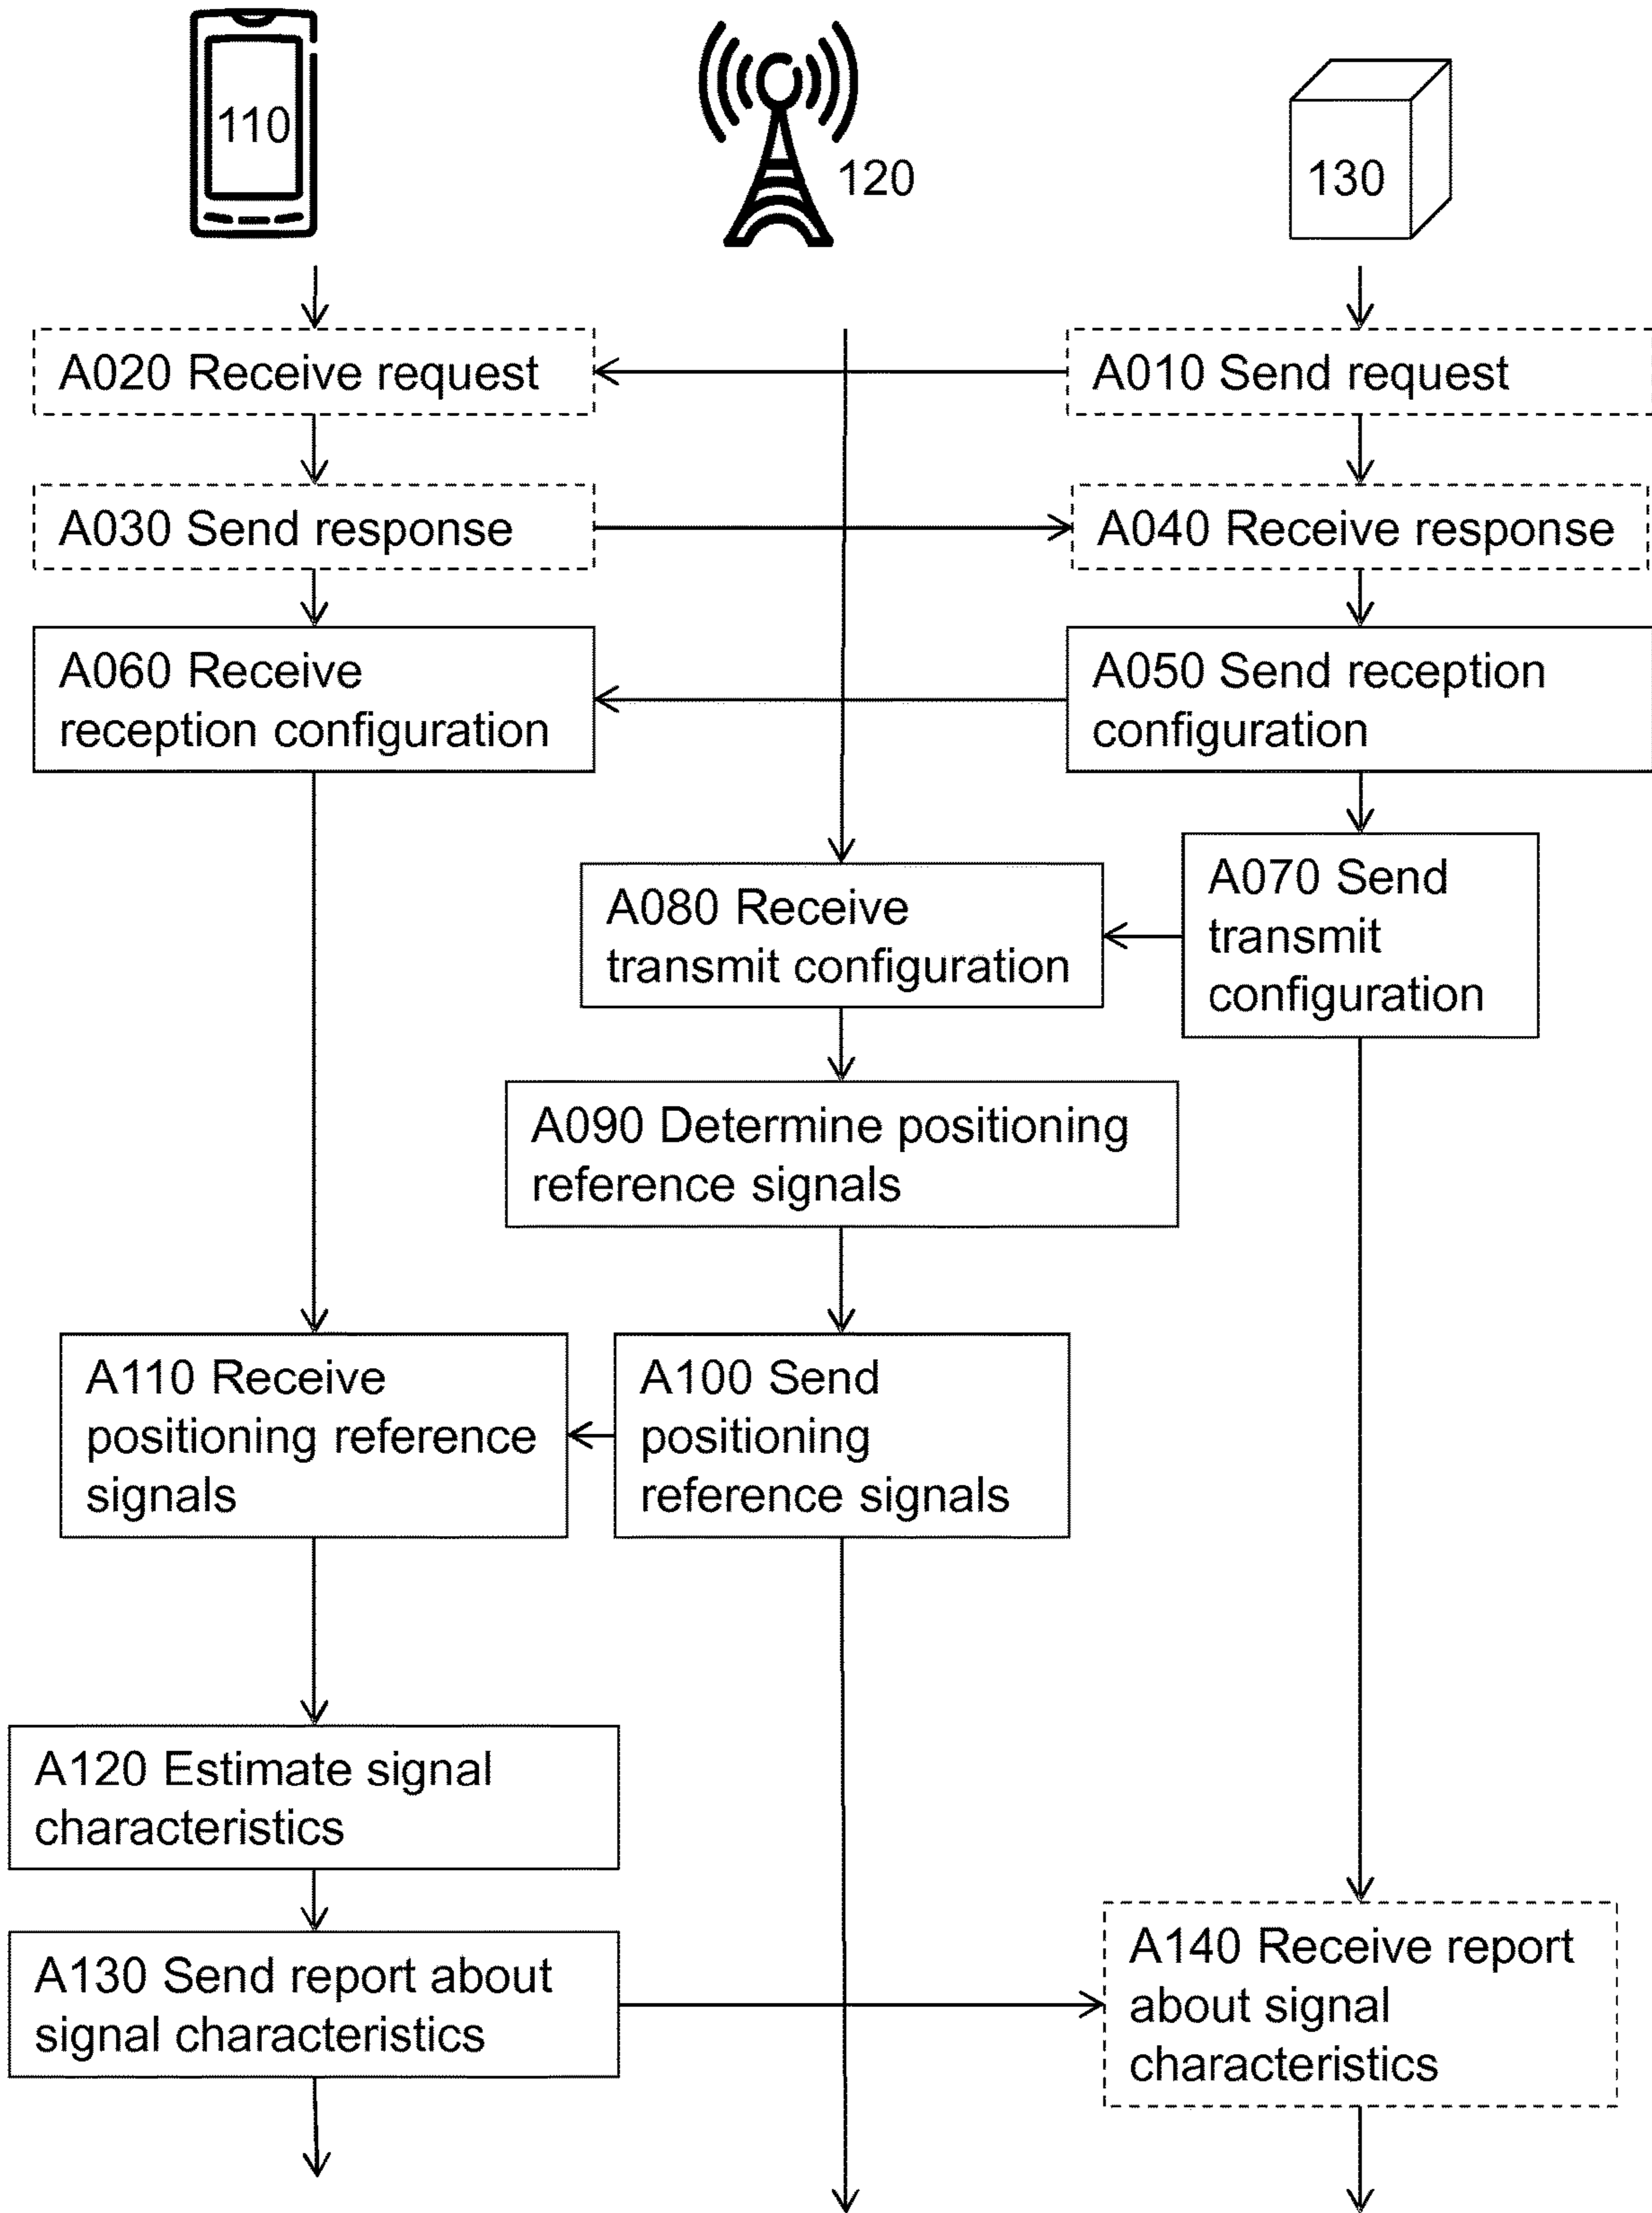 110
120
130
A020 Receive request
A010 Send request
A030 Send response
A040 Receive response
A060 Receive
reception configuration
A050 Send reception
configuration
A080 Receive
transmit configuration
A070 Send
transmit
configuration
A090 Determine positioning
reference signals
A110 Receive
positioning reference
signals
A100 Send
positioning
reference signals
A120 Estimate signal
characteristics
A130 Send report about
signal characteristics
A140 Receive report
about signal
characteristics